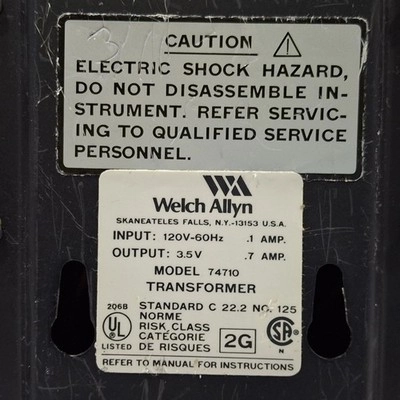 CAUTION
ELECTRIC SHOCK HAZARD,
DO NOT DISASSEMBLE IN-
STRUMENT. REFER SERVIC-
ING TO QUALIFIED SERVICE
PERSONNEL.
WA
Welch Allyn
SKANEATELES FALLS, N.Y.-13153 U.S.A.
INPUT: 120V-60Hz .1 AMP.
OUTPUT: 3.5V .7 AMP.
MODEL 74710
TRANSFORMER
206B STANDARD C 22.2 NO. 125
NORME
UL RISK CLASS 2G SA
LISTED CATEGORIE N
DE RISQUES
REFER TO MANUAL FOR INSTRUCTIONS